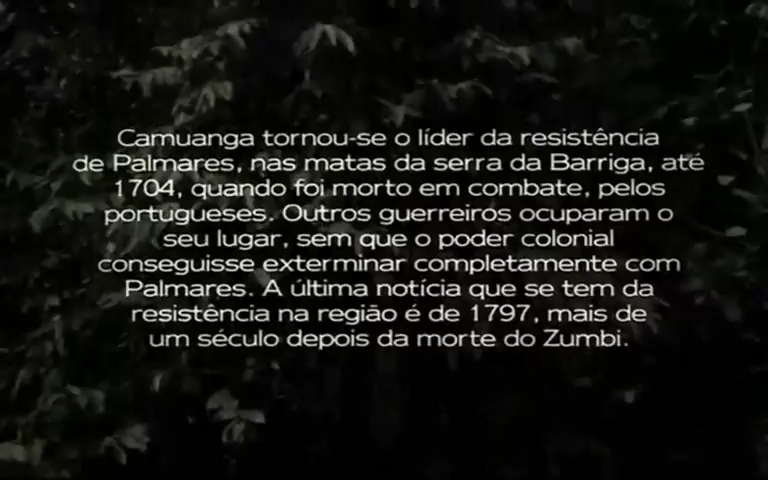 Camuanga tornou-se o líder da resistência
de Palmares, nas matas da serra da Barriga, até
1704, quando foi morto em combate, pelos
portugueses. Outros guerreiros ocuparam o
seu lugar, sem que o poder colonial
conseguisse exterminar completamente com
Palmares. A última notícia que se tem da
resistência na região é de 1797, mais de
um século depois da morte do Zumbi.